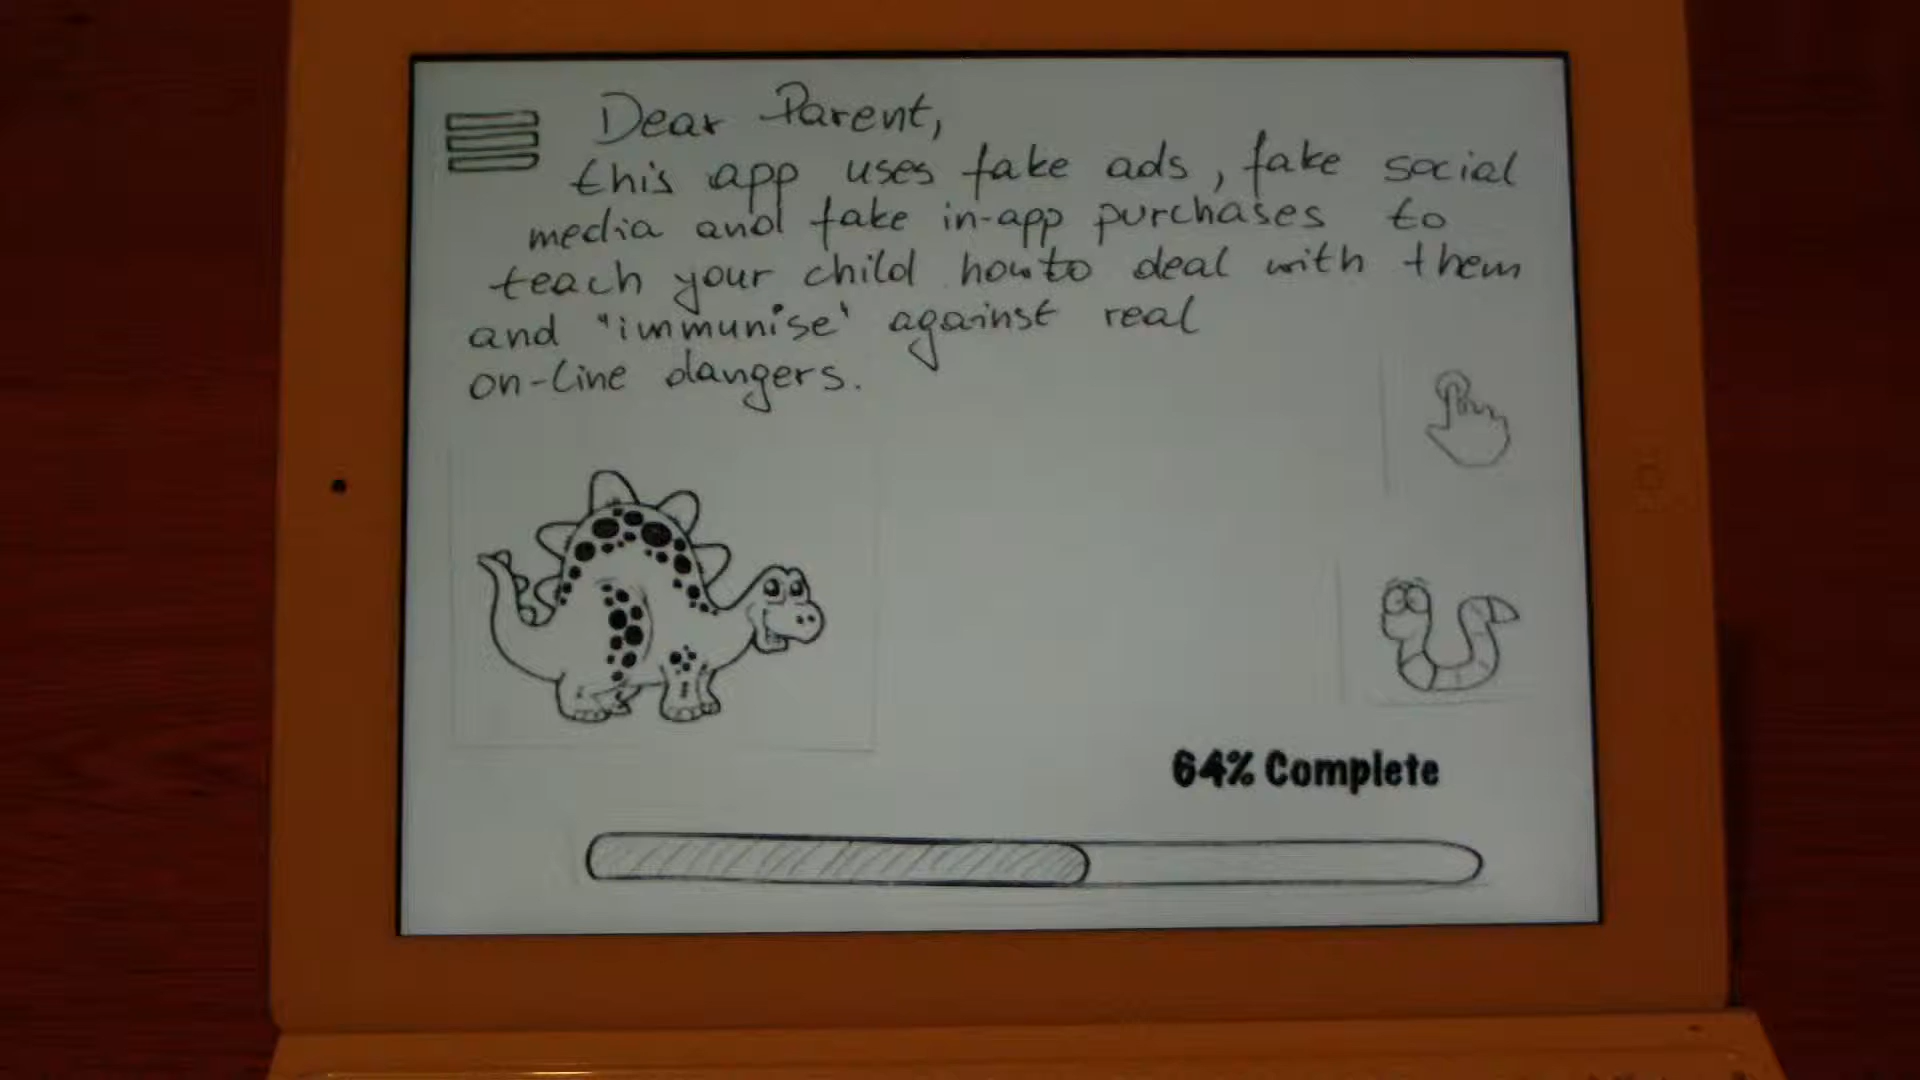 Dear Parent,
this app uses fake ads, fake social
media and fake in-app purchases to
teach your child how to deal with them
and "immunise' against real
on-line dangers.
64% Complete